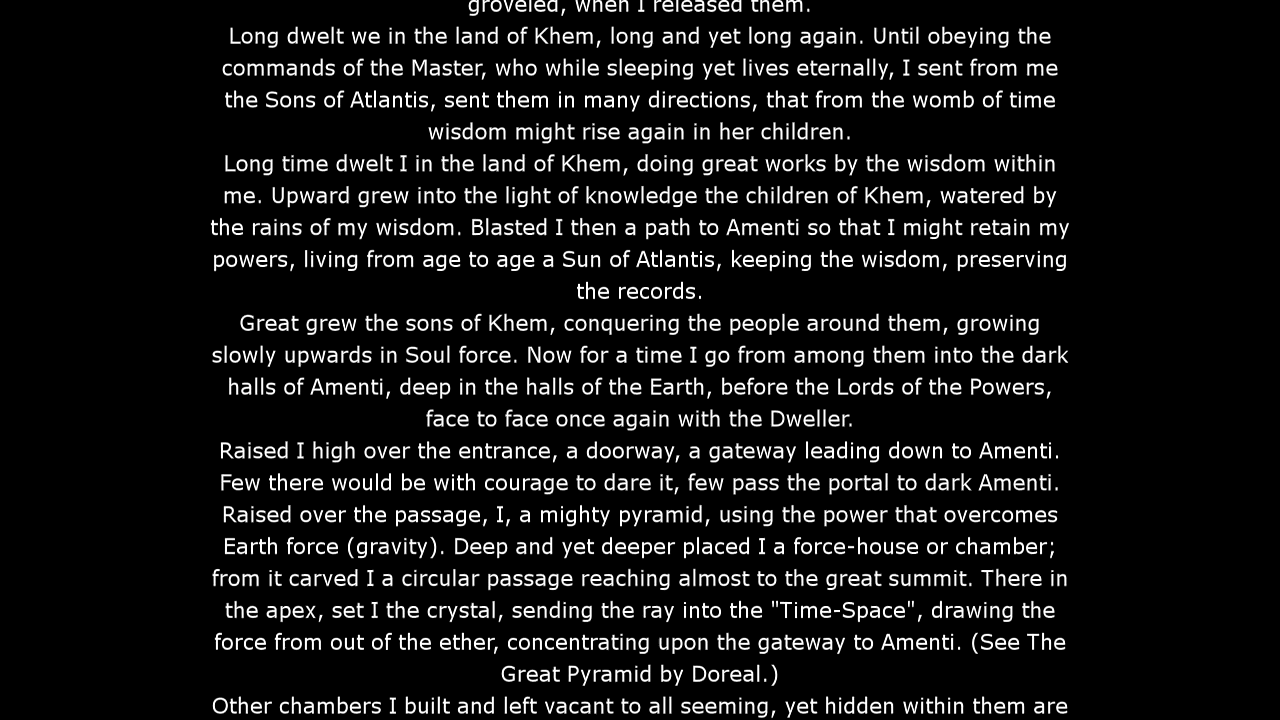 groveled, when I released them.
Long dwelt we in the land of Khem, long and yet long again. Until obeying the
commands of the Master, who while sleeping yet lives eternally, I sent from me
the Sons of Atlantis, sent them in many directions, that from the womb of time
wisdom might rise again in her children.
Long time dwelt I in the land of Khem, doing great works by the wisdom within
me. Upward grew into the light of knowledge the children of Khem, watered by
the rains of my wisdom. Blasted I then a path to Amenti so that I might retain my
powers, living from age to age a Sun of Atlantis, keeping the wisdom, preserving
the records.
Great grew the sons of Khem, conquering the people around them, growing
slowly upwards in Soul force. Now for a time I go from among them into the dark
halls of Amenti, deep in the halls of the Earth, before the Lords of the Powers,
face to face once again with the Dweller.
Raised I high over the entrance, a doorway, a gateway leading down to Amenti.
Few there would be with courage to dare it, few pass the portal to dark Amenti.
Raised over the passage, I, a mighty pyramid, using the power that overcomes
Earth force (gravity). Deep and yet deeper placed I a force-house or chamber;
from it carved I a circular passage reaching almost to the great summit. There in
the apex, set I the crystal, sending the ray into the "Time-Space", drawing the
force from out of the ether, concentrating upon the gateway to Amenti. (See The
Great Pyramid by Doreal.)
Other chambers I built and left vacant to all seeming, yet hidden within them are